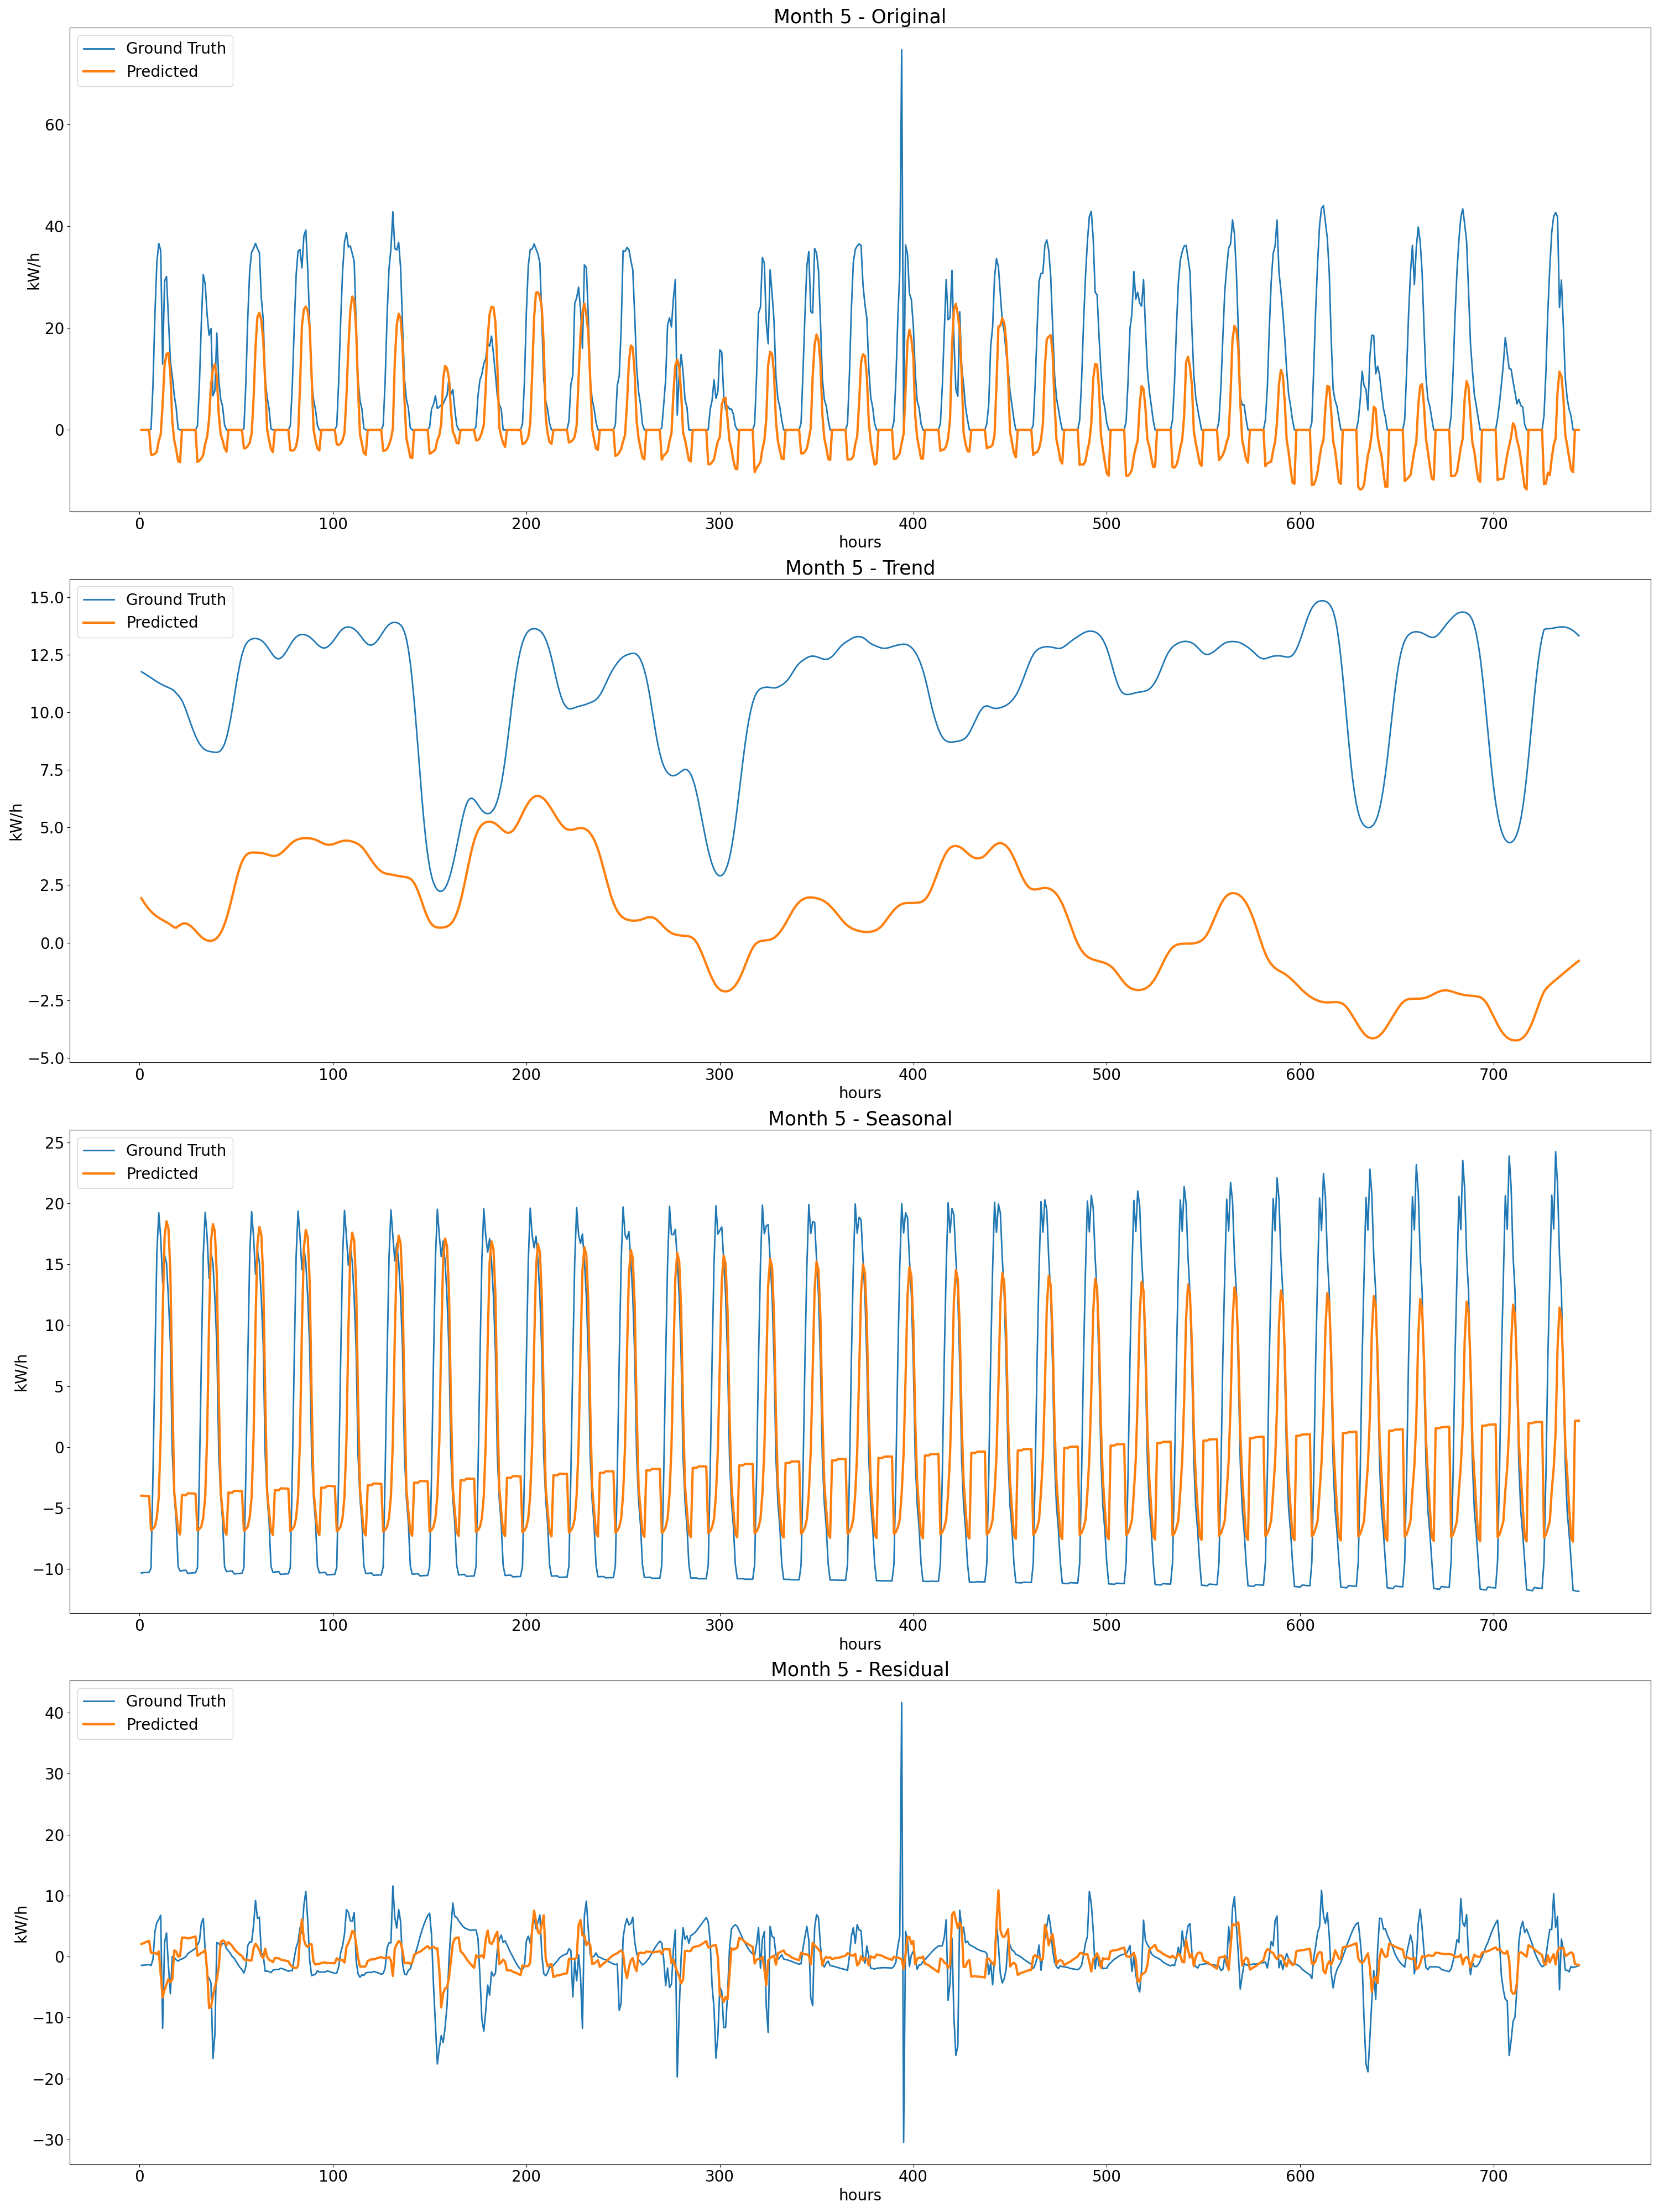 Month 5 - Original
Ground Truth
Predicted
kW/h
60
40
20
0
0 100 200 300 400 500 600 700
hours
Month 5 - Trend
Ground Truth
Predicted
kW/h
15.0
12.5
10.0
7.5
5.0
2.5
0.0
−2.5
−5.0
0 100 200 300 400 500 600 700
hours
Month 5 - Seasonal
Ground Truth
Predicted
kW/h
25
20
15
10
5
0
−5
−10
0 100 200 300 400 500 600 700
hours
Month 5 - Residual
Ground Truth
Predicted
kW/h
40
30
20
10
0
−10
−20
−30
0 100 200 300 400 500 600 700
hours